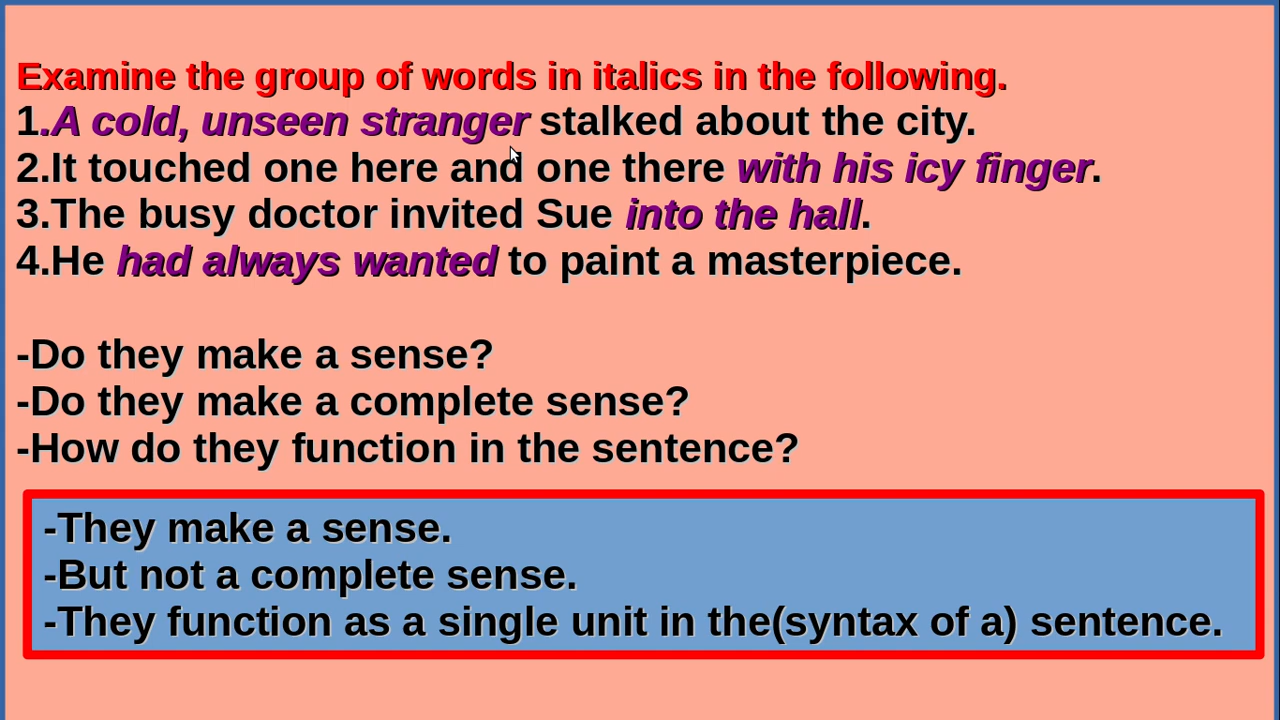 Examine the group of words in italics in the following.
1.A cold, unseen stranger stalked about the city.
2.It touched one here and one there with his icy finger.
3.The busy doctor invited Sue into the hall.
4.He had always wanted to paint a masterpiece.
-Do they make a sense?
-Do they make a complete sense?
-How do they function in the sentence?
-They make a sense.
-But not a complete sense.
-They function as a single unit in the(syntax of a) sentence.